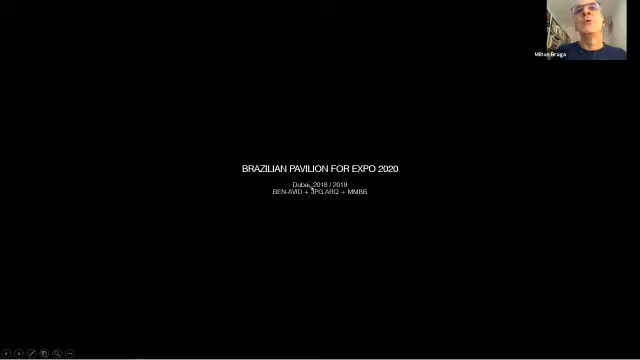 Milton Braga
BRAZILIAN PAVILION FOR EXPO 2020
Dubai, 2018 / 2019
BEN-AVID + JPG.ARQ + MMBB